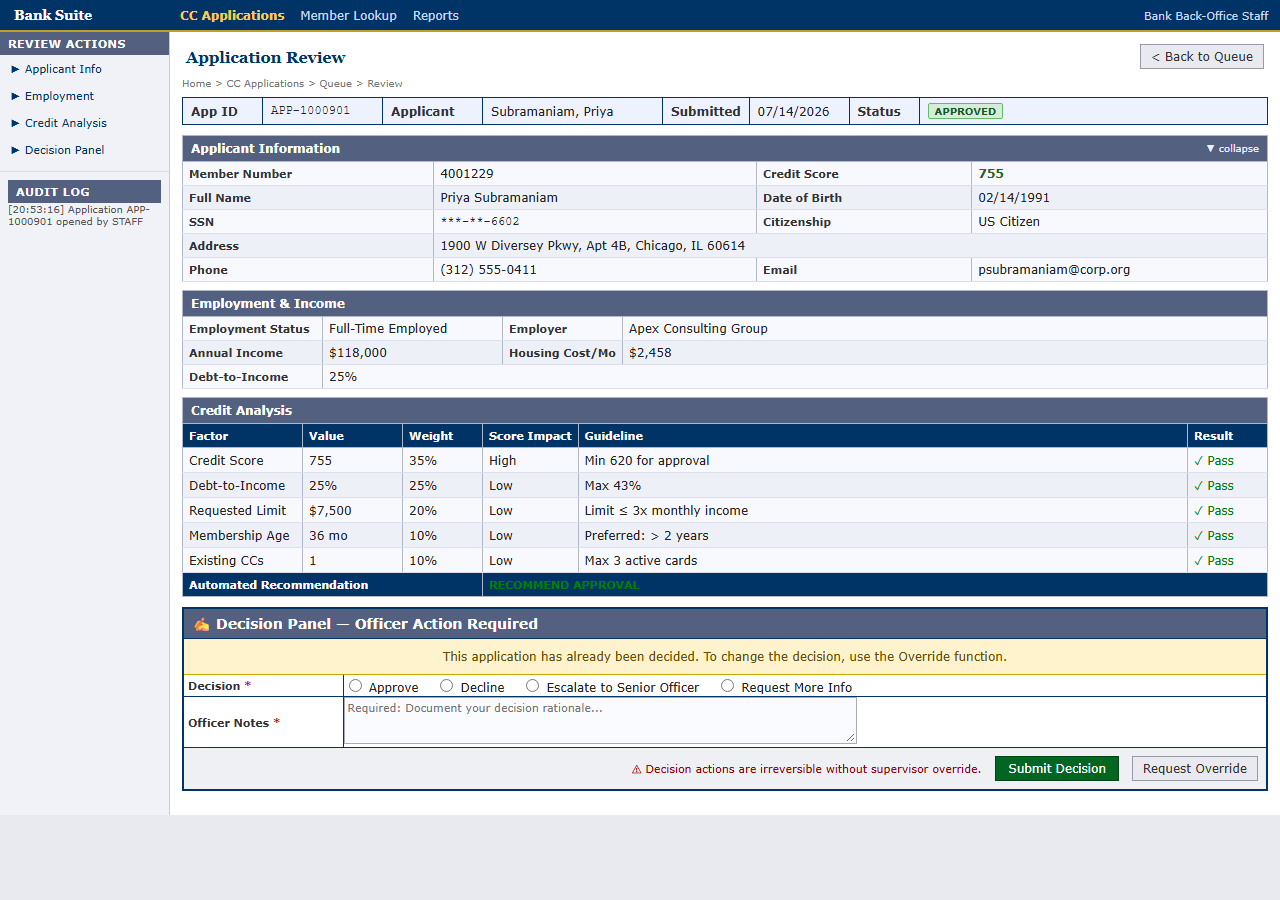 Bank Suite CC Applications Member Lookup Reports Bank Back-Office Staff
REVIEW ACTIONS
► Applicant Info
► Employment
► Credit Analysis
► Decision Panel
AUDIT LOG
[20:53:16] Application APP-
1000901 opened by STAFF
Application Review
< Back to Queue
Home > CC Applications > Queue > Review
App ID APP-1000901 Applicant Subramaniam, Priya Submitted 07/14/2026 Status APPROVED
Applicant Information ▼ collapse
Member Number 4001229 Credit Score 755
Full Name Priya Subramaniam Date of Birth 02/14/1991
SSN ***-**-6602 Citizenship US Citizen
Address 1900 W Diversey Pkwy, Apt 4B, Chicago, IL 60614
Phone (312) 555-0411 Email psubramaniam@corp.org
Employment & Income
Employment Status Full-Time Employed Employer Apex Consulting Group
Annual Income $118,000 Housing Cost/Mo $2,458
Debt-to-Income 25%
Credit Analysis
Factor Value Weight Score Impact Guideline Result
Credit Score 755 35% High Min 620 for approval ✓ Pass
Debt-to-Income 25% 25% Low Max 43% ✓ Pass
Requested Limit $7,500 20% Low Limit ≤ 3x monthly income ✓ Pass
Membership Age 36 mo 10% Low Preferred: > 2 years ✓ Pass
Existing CCs 1 10% Low Max 3 active cards ✓ Pass
Automated Recommendation RECOMMEND APPROVAL
✍ Decision Panel — Officer Action Required
This application has already been decided. To change the decision, use the Override function.
Decision * Approve Decline Escalate to Senior Officer Request More Info
Officer Notes * Required: Document your decision rationale...
⚠ Decision actions are irreversible without supervisor override. Submit Decision Request Override